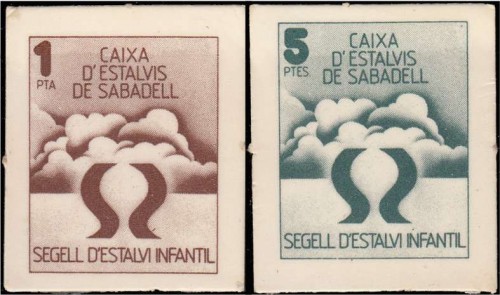 1
PTA
CAIXA
D'ESTALVIS
DE SABADELL
SEGELL D'ESTALVI INFANTIL
5
PTES.
CAIXA
D'ESTALVIS
DE SABADELL
SEGELL D'ESTALVI INFANTIL